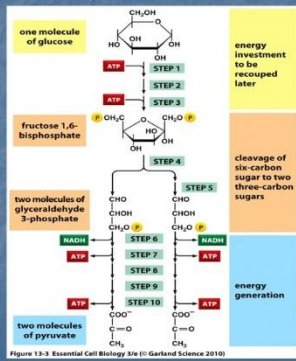 CH₂OH
O
OH
HO
OH
OH
one molecule
of glucose
energy
investment
to be
recouped
later
ATP
STEP 1
STEP 2
ATP
STEP 3
fructose 1,6-
bisphosphate
P OH₂C
O
CH₂O P
HO
OH
OH
STEP 4
cleavage of
six-carbon
sugar to two
three-carbon
sugars
STEP 5
two molecules of
glyceraldehyde
3-phosphate
CHO
CHOH
CH₂O P
CHO
CHOH
CH₂O P
NADH
STEP 6
NADH
ATP
STEP 7
ATP
STEP 8
STEP 9
energy
generation
ATP
STEP 10
ATP
two molecules
of pyruvate
COO⁻
C=O
CH₃
COO⁻
C=O
CH₃
Figure 13-3 Essential Cell Biology 3/e (© Garland Science 2010)